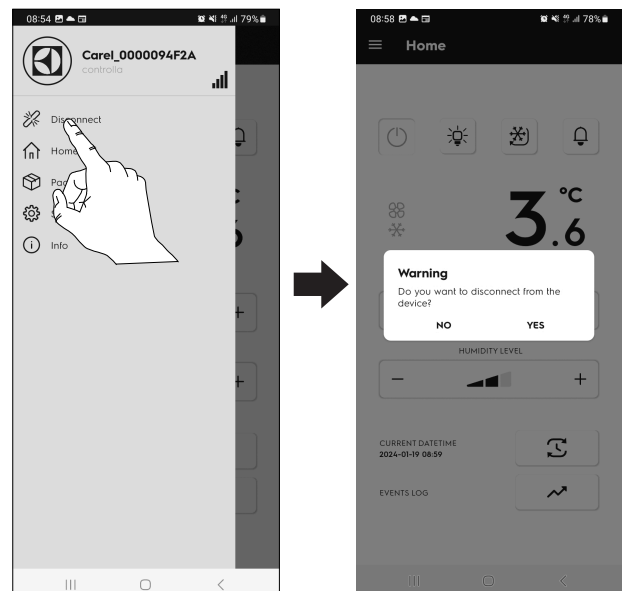 08:54
79%
Carel_0000094F2A
controlla
Disconnect
Home
Info
08:58
78%
Home
3.6 °C
Warning
Do you want to disconnect from the
device?
NO YES
HUMIDITY LEVEL
− +
CURRENT DATETIME
2024-01-19 08:59
EVENTS LOG